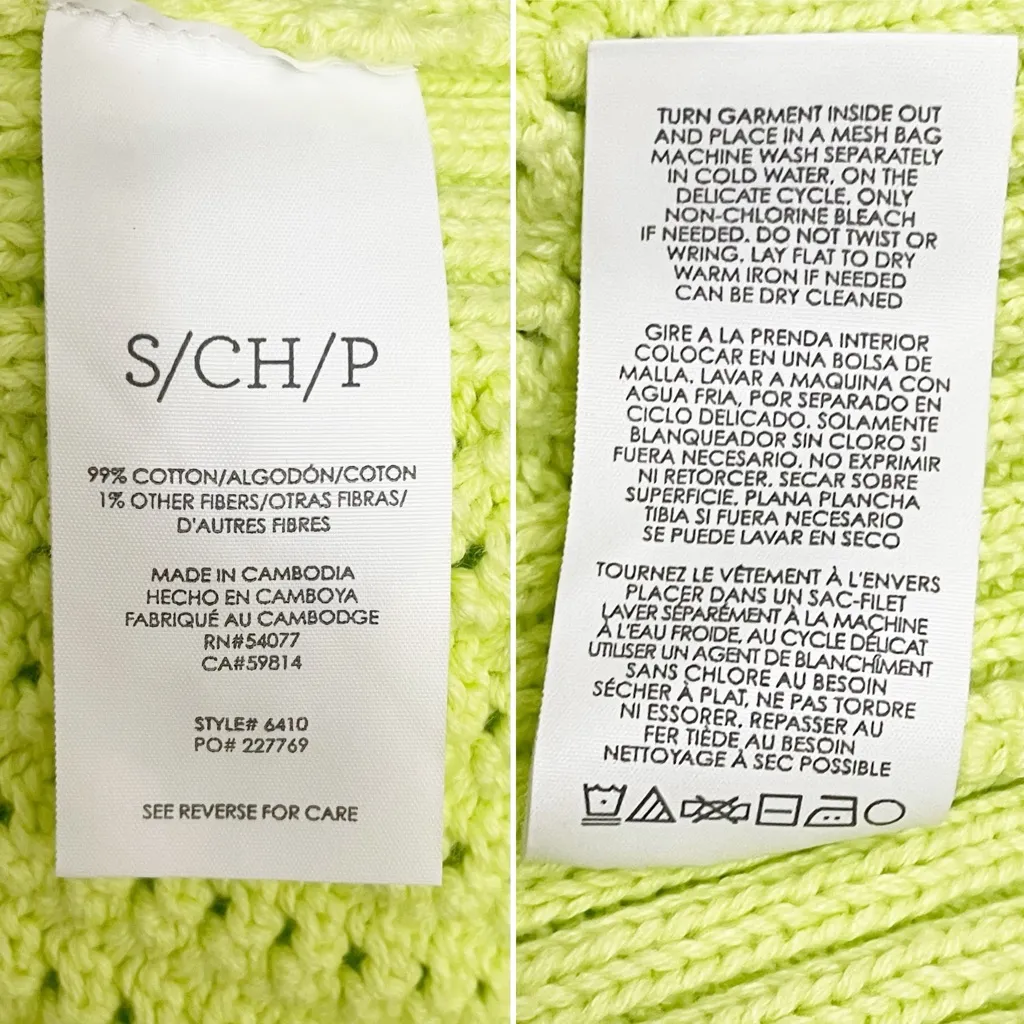 S/CH/P
99% COTTON/ALGODÓN/COTON
1% OTHER FIBERS/OTRAS FIBRAS/
D'AUTRES FIBRES
MADE IN CAMBODIA
HECHO EN CAMBOYA
FABRIQUÉ AU CAMBODGE
RN#54077
CA#59814
STYLE# 6410
PO# 227769
SEE REVERSE FOR CARE
TURN GARMENT INSIDE OUT
AND PLACE IN A MESH BAG
MACHINE WASH SEPARATELY
IN COLD WATER, ON THE
DELICATE CYCLE, ONLY
NON-CHLORINE BLEACH
IF NEEDED. DO NOT TWIST OR
WRING, LAY FLAT TO DRY
WARM IRON IF NEEDED
CAN BE DRY CLEANED
GIRE A LA PRENDA INTERIOR
COLOCAR EN UNA BOLSA DE
MALLA, LAVAR A MAQUINA CON
AGUA FRIA, POR SEPARADO EN
CICLO DELICADO. SOLAMENTE
BLANQUEADOR SIN CLORO SI
FUERA NECESARIO. NO EXPRIMIR
NI RETORCER, SECAR SOBRE
SUPERFICIE, PLANA PLANCHA
TIBIA SI FUERA NECESARIO
SE PUEDE LAVAR EN SECO
TOURNEZ LE VÊTEMENT À L'ENVERS
PLACER DANS UN SAC-FILET
LAVER SÉPARÉMENT À LA MACHINE
À L'EAU FROIDE, AU CYCLE DÉLICAT
UTILISER UN AGENT DE BLANCHÎMENT
SANS CHLORE AU BESOIN
SÉCHER À PLAT, NE PAS TORDRE
NI ESSORER, REPASSER AU
FER TIÈDE AU BESOIN
NETTOYAGE À SEC POSSIBLE